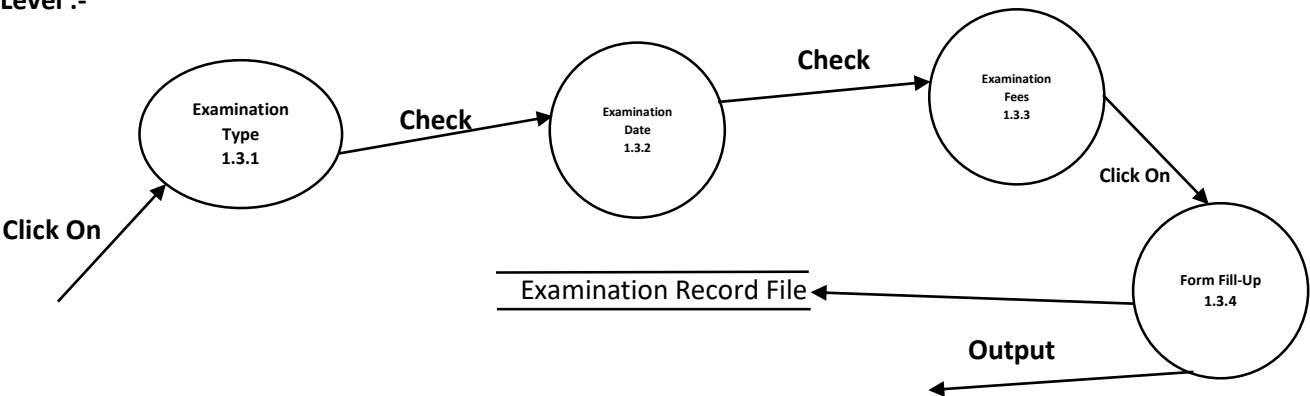 Level :-
Examination
Type
1.3.1
Check
Examination
Date
1.3.2
Check
Examination
Fees
1.3.3
Click On
Click On
Form Fill-Up
1.3.4
Examination Record File
Output